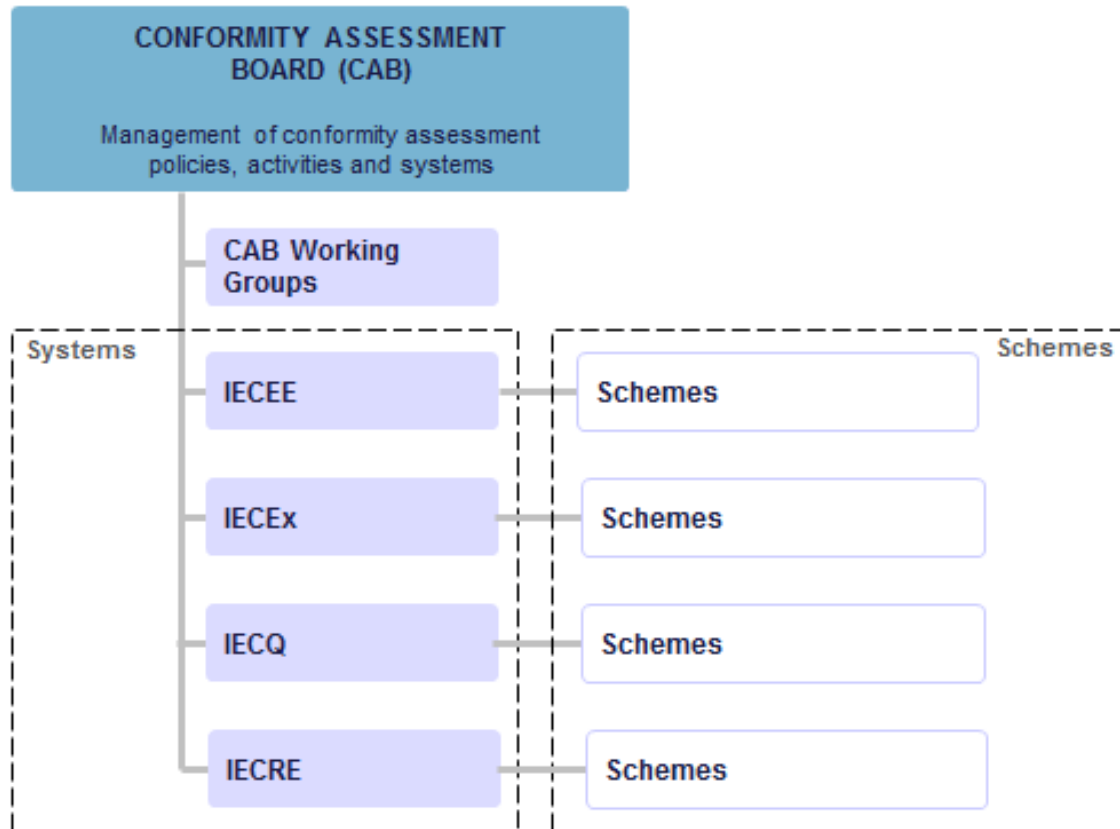 CONFORMITY ASSESSMENT
BOARD (CAB)
Management of conformity assessment
policies, activities and systems
CAB Working
Groups
Systems
Schemes
IECEE
Schemes
IECEx
Schemes
IECQ
Schemes
IECRE
Schemes